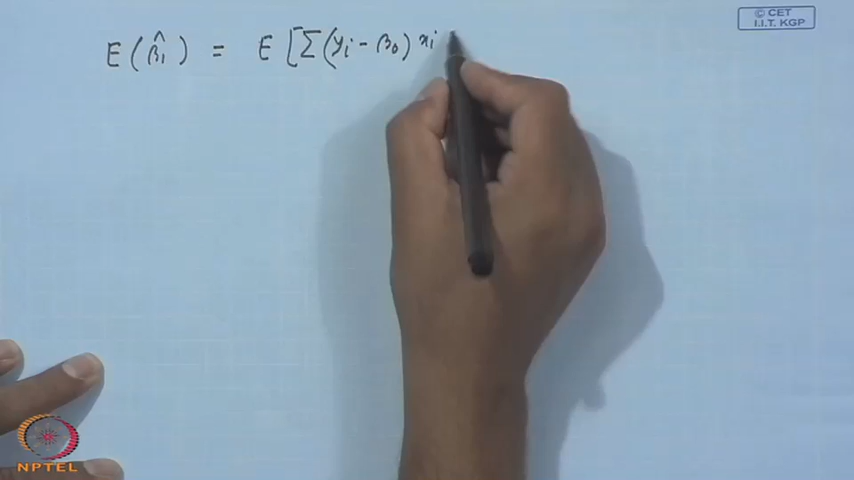 © CET
I.I.T. KGP
E(β̂₁) = E[Σ(yᵢ - β₀)xᵢ
NPTEL